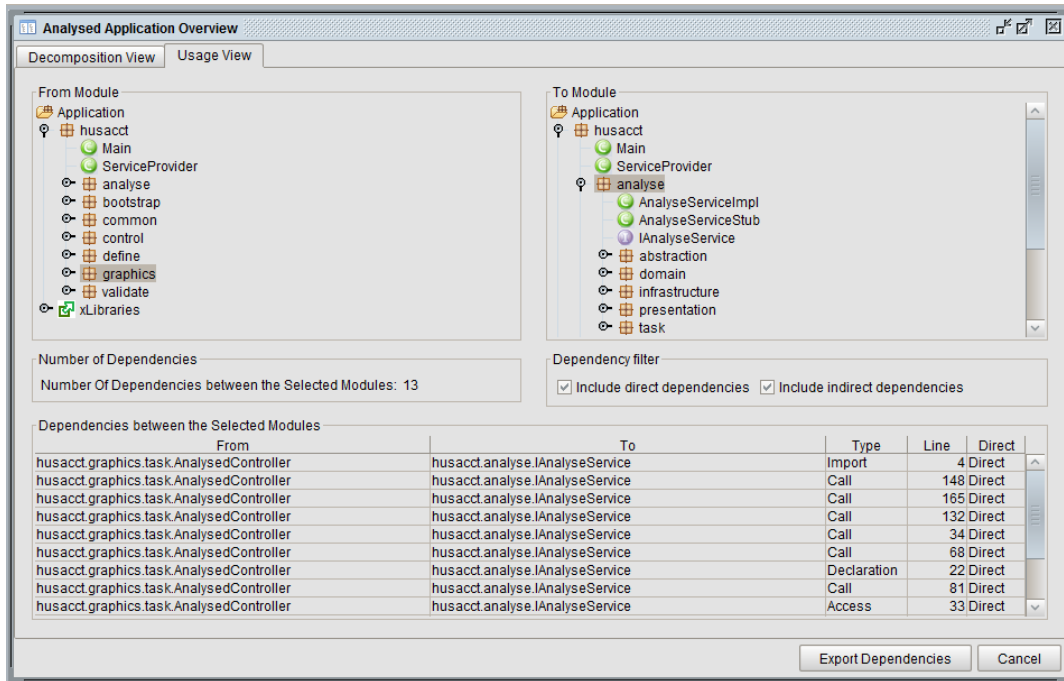 Analysed Application Overview
Decomposition View Usage View
From Module
Application
husacct
Main
ServiceProvider
analyse
bootstrap
common
control
define
graphics
validate
xLibraries
To Module
Application
husacct
Main
ServiceProvider
analyse
AnalyseServiceImpl
AnalyseServiceStub
IAnalyseService
abstraction
domain
infrastructure
presentation
task
Number of Dependencies
Number Of Dependencies between the Selected Modules: 13
Dependency filter
Include direct dependencies Include indirect dependencies
Dependencies between the Selected Modules
From To Type Line Direct
husacct.graphics.task.AnalysedController husacct.analyse.IAnalyseService Import 4 Direct
husacct.graphics.task.AnalysedController husacct.analyse.IAnalyseService Call 148 Direct
husacct.graphics.task.AnalysedController husacct.analyse.IAnalyseService Call 165 Direct
husacct.graphics.task.AnalysedController husacct.analyse.IAnalyseService Call 132 Direct
husacct.graphics.task.AnalysedController husacct.analyse.IAnalyseService Call 34 Direct
husacct.graphics.task.AnalysedController husacct.analyse.IAnalyseService Call 68 Direct
husacct.graphics.task.AnalysedController husacct.analyse.IAnalyseService Declaration 22 Direct
husacct.graphics.task.AnalysedController husacct.analyse.IAnalyseService Call 81 Direct
husacct.graphics.task.AnalysedController husacct.analyse.IAnalyseService Access 33 Direct
Export Dependencies Cancel